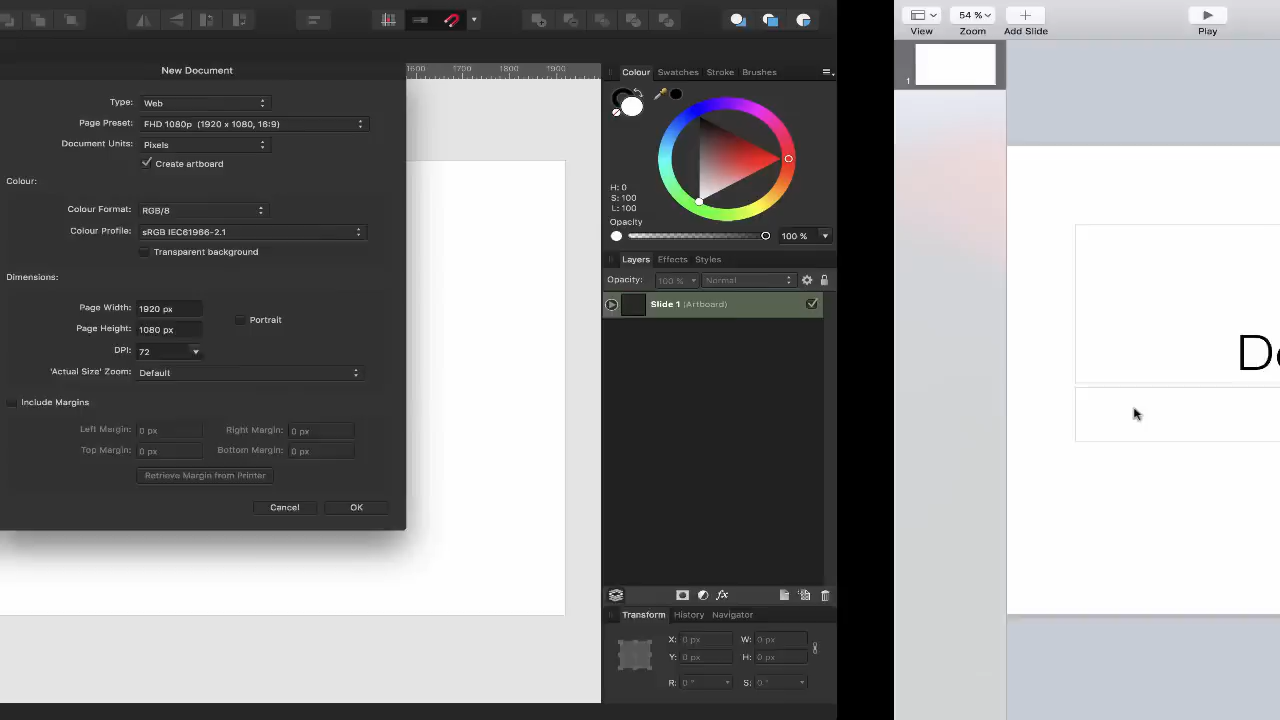 New Document
Type: Web
Page Preset: FHD 1080p (1920 x 1080, 16:9)
Document Units: Pixels
Create artboard
Colour:
Colour Format: RGB/8
Colour Profile: sRGB IEC61966-2.1
Transparent background
Dimensions:
Page Width: 1920 px
Page Height: 1080 px
Portrait
DPI: 72
'Actual Size' Zoom: Default
Include Margins
Left Margin: 0 px Right Margin: 0 px
Top Margin: 0 px Bottom Margin: 0 px
Retrieve Margin from Printer
Cancel OK
1600 1700 1800 1900
Colour Swatches Stroke Brushes
H: 0
S: 100
L: 100
Opacity
100 %
Layers Effects Styles
Opacity: 100 % Normal
Slide 1 (Artboard)
fx
Transform History Navigator
X: 0 px W: 0 px
Y: 0 px H: 0 px
R: 0 ° S: 0 °
54 %
View Zoom Add Slide Play
1